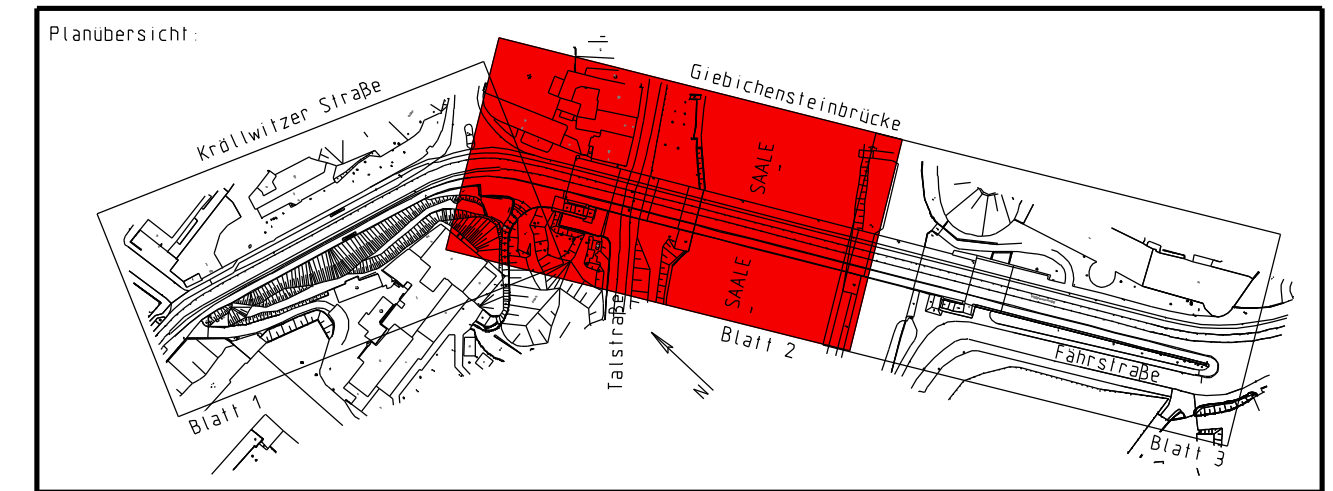 Planübersicht:
Kröllwitzer Straße
Giebichensteinbrücke
SAALE
SAALE
Talstraße
Blatt 1
Blatt 2
N
Fährstraße
Blatt 3